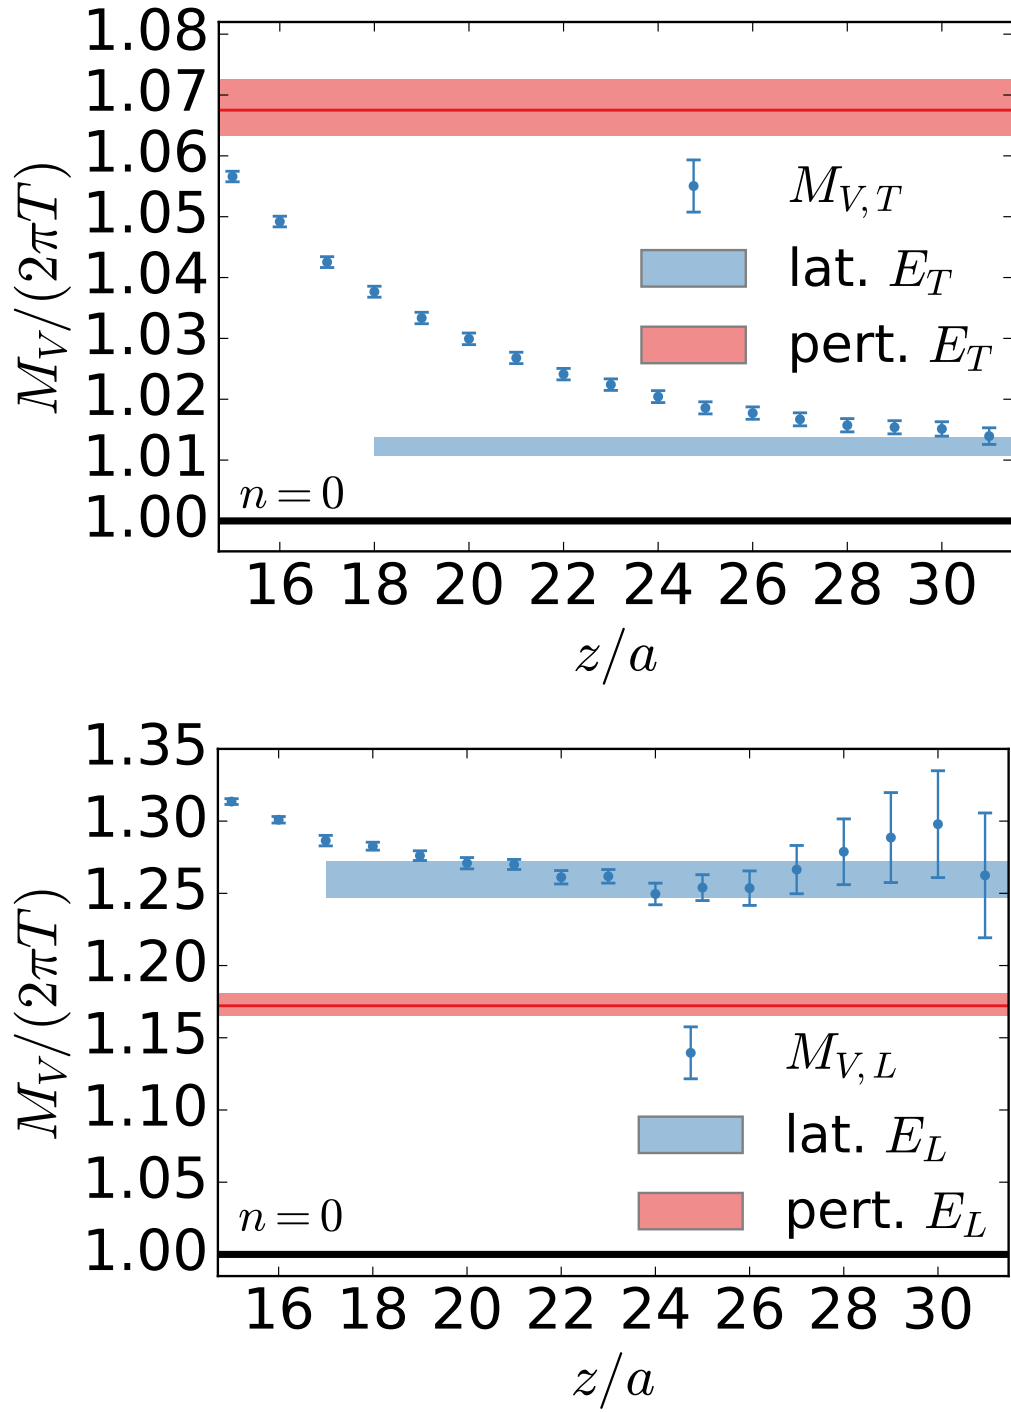 1.08
1.07
1.06
1.05
1.04
1.03
1.02
1.01
1.00
M_V/(2πT)
M_{V,T}
lat. E_T
pert. E_T
n = 0
16 18 20 22 24 26 28 30
z/a
1.35
1.30
1.25
1.20
1.15
1.10
1.05
1.00
M_V/(2πT)
M_{V,L}
lat. E_L
pert. E_L
n = 0
16 18 20 22 24 26 28 30
z/a